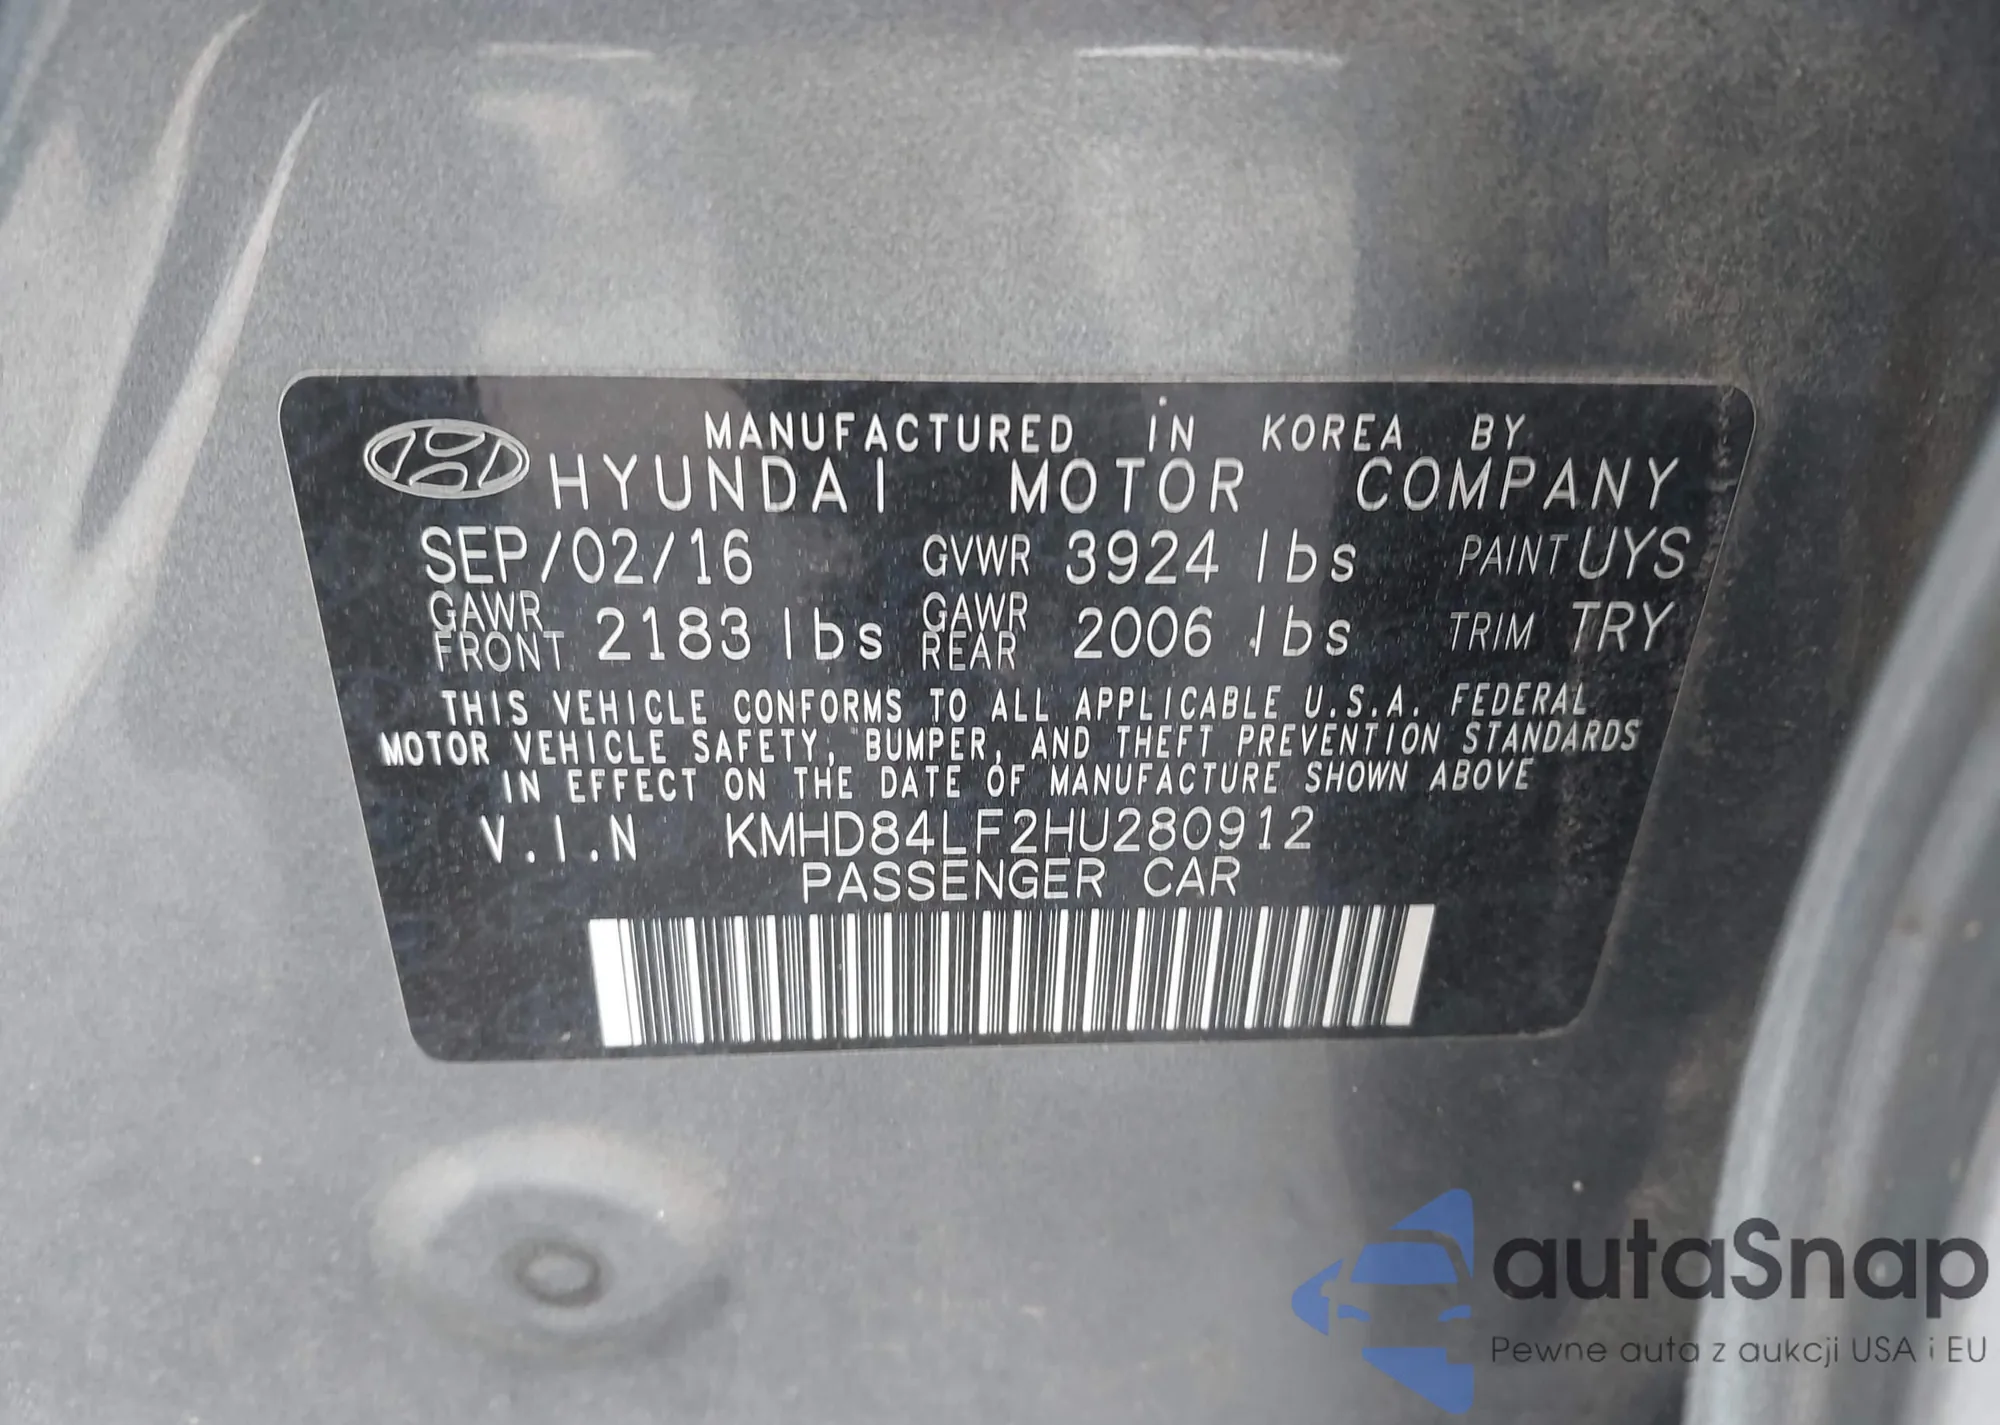 MANUFACTURED IN KOREA BY
HYUNDAI MOTOR COMPANY
SEP/02/16 GVWR 3924 lbs PAINT UYS
GAWR FRONT 2183 lbs GAWR REAR 2006 lbs TRIM TRY
THIS VEHICLE CONFORMS TO ALL APPLICABLE U.S.A. FEDERAL
MOTOR VEHICLE SAFETY, BUMPER, AND THEFT PREVENTION STANDARDS
IN EFFECT ON THE DATE OF MANUFACTURE SHOWN ABOVE
V.I.N KMHD84LF2HU280912
PASSENGER CAR
autaSnap
Pewne auta z aukcji USA i EU